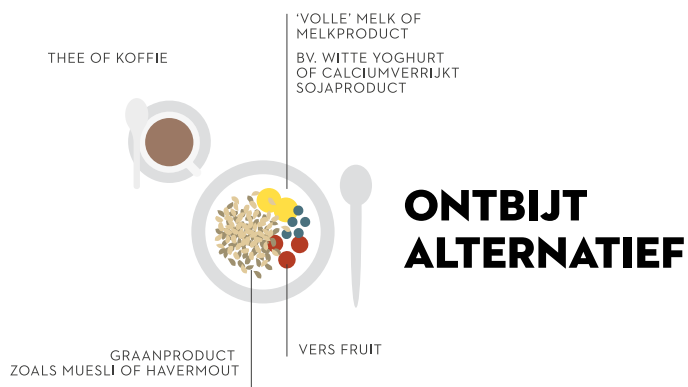 ‘VOLLE’ MELK OF
MELKPRODUCT
THEE OF KOFFIE
BV. WITTE YOGHURT
OF CALCIUMVERRIJKT
SOJAPRODUCT
ONTBIJT
ALTERNATIEF
VERS FRUIT
GRAANPRODUCT
ZOALS MUESLI OF HAVERMOUT